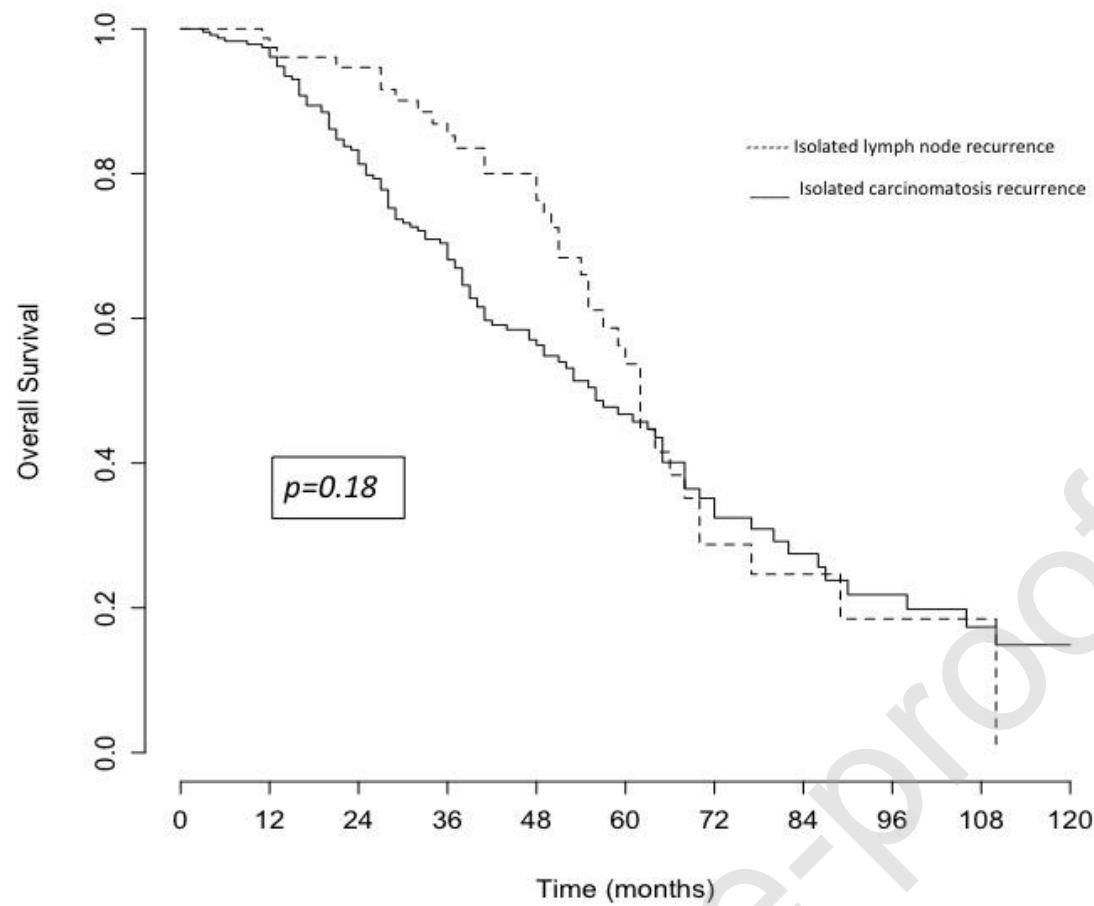 1.0
0.8
0.6
0.4
0.2
0.0
Overall Survival
Isolated lymph node recurrence
Isolated carcinomatosis recurrence
p=0.18
0 12 24 36 48 60 72 84 96 108 120
Time (months)
e-proof